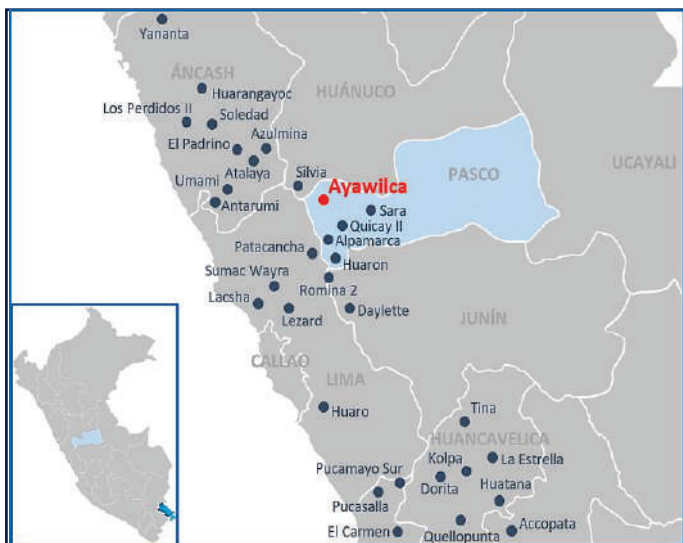 Yananta
ÁNCASH
Huarangayoc
HUÁNUCO
Los Perdidos II
Soledad
El Padrino
Azulmina
Atalaya
Silvia
PASCO
UCAYALI
Umami
Ayawilca
Antarumi
Sara
Quicay II
Alpamarca
Patacancha
Huaron
Sumac Wayra
Romina 2
Lacsha
Lezard
Daylette
JUNÍN
CALLAO
LIMA
Huaro
Tina
HUANCAVELICA
Kolpa
La Estrella
Pucamayo Sur
Dorita
Huatana
Pucasalla
El Carmen
Quellopunta
Accopata